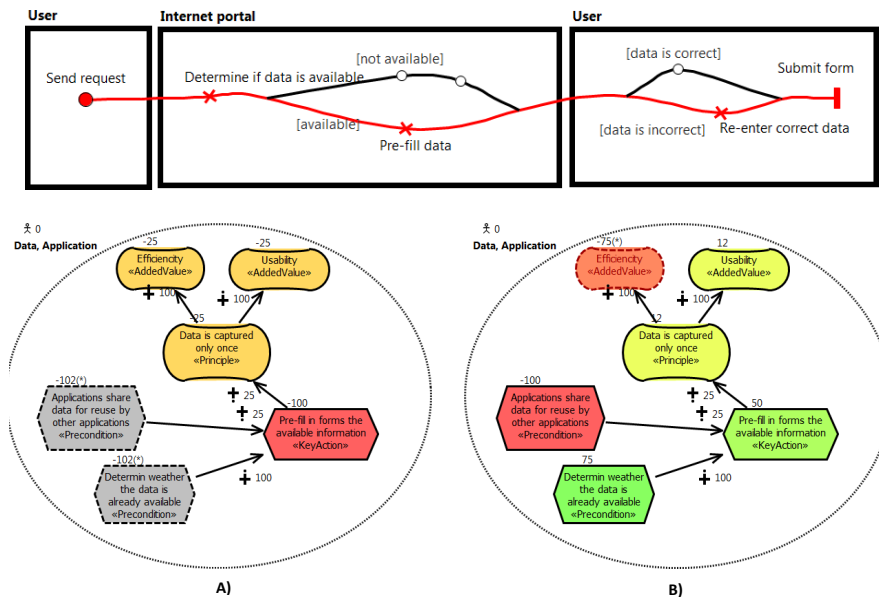 User
Internet portal
User
Send request
Determine if data is available
[not available]
[available]
Pre-fill data
[data is correct]
[data is incorrect]
Re-enter correct data
Submit form
0
Data, Application
-25
Efficiency
«AddedValue»
100
-25
Usability
«AddedValue»
100
-25
Data is captured
only once
«Principle»
25
25
-102(*)
Applications share
data for reuse by
other applications
«Precondition»
-100
Pre-fill in forms the
available information
«KeyAction»
-102(*)
Determin weather
the data is
already available
«Precondition»
100
A)
0
Data, Application
-75(*)
Efficiency
«AddedValue»
100
12
Usability
«AddedValue»
100
12
Data is captured
only once
«Principle»
25
25
-100
Applications share
data for reuse by
other applications
«Precondition»
50
Pre-fill in forms the
available information
«KeyAction»
75
Determin weather
the data is
already available
«Precondition»
100
B)